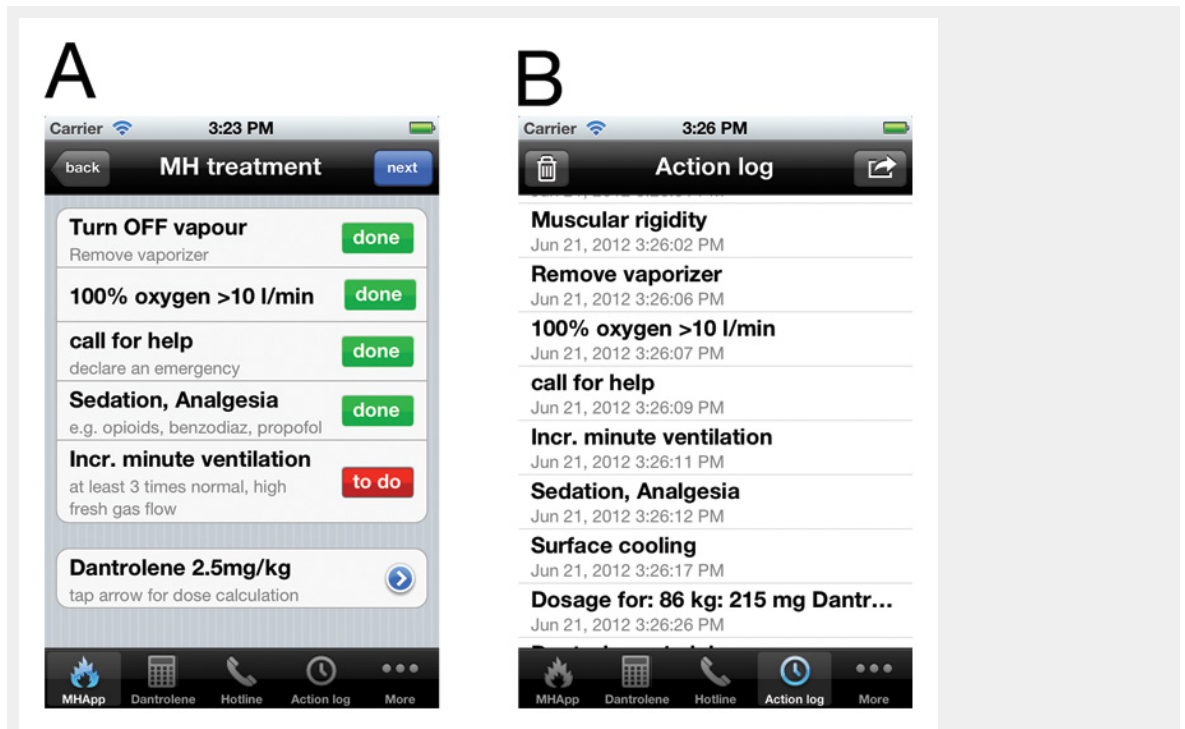 A
Carrier 3:23 PM
back MH treatment next
Turn OFF vapour
Remove vaporizer
done
100% oxygen >10 l/min
done
call for help
declare an emergency
done
Sedation, Analgesia
e.g. opioids, benzodiaz, propofol
done
Incr. minute ventilation
at least 3 times normal, high
fresh gas flow
to do
Dantrolene 2.5mg/kg
tap arrow for dose calculation
MHApp Dantrolene Hotline Action log More
B
Carrier 3:26 PM
Action log
Muscular rigidity
Jun 21, 2012 3:26:02 PM
Remove vaporizer
Jun 21, 2012 3:26:06 PM
100% oxygen >10 l/min
Jun 21, 2012 3:26:07 PM
call for help
Jun 21, 2012 3:26:09 PM
Incr. minute ventilation
Jun 21, 2012 3:26:11 PM
Sedation, Analgesia
Jun 21, 2012 3:26:12 PM
Surface cooling
Jun 21, 2012 3:26:17 PM
Dosage for: 86 kg: 215 mg Dantr...
Jun 21, 2012 3:26:26 PM
MHApp Dantrolene Hotline Action log More